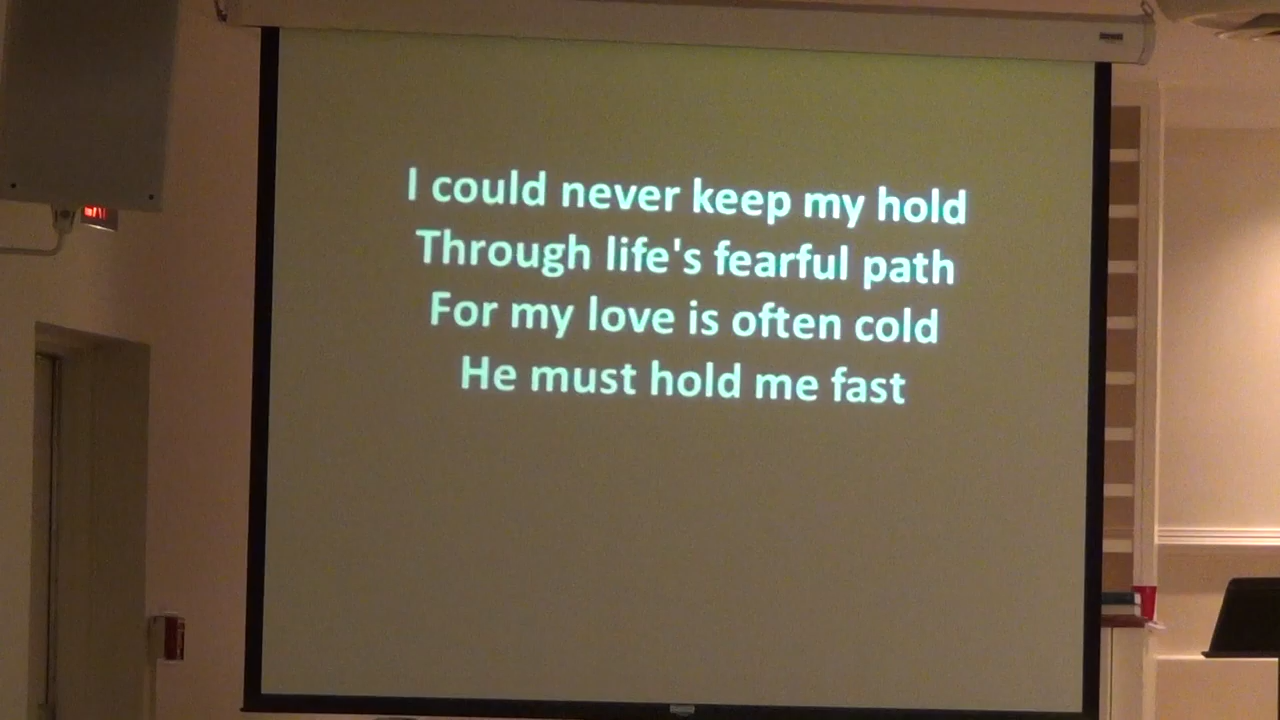 I could never keep my hold
Through life's fearful path
For my love is often cold
He must hold me fast